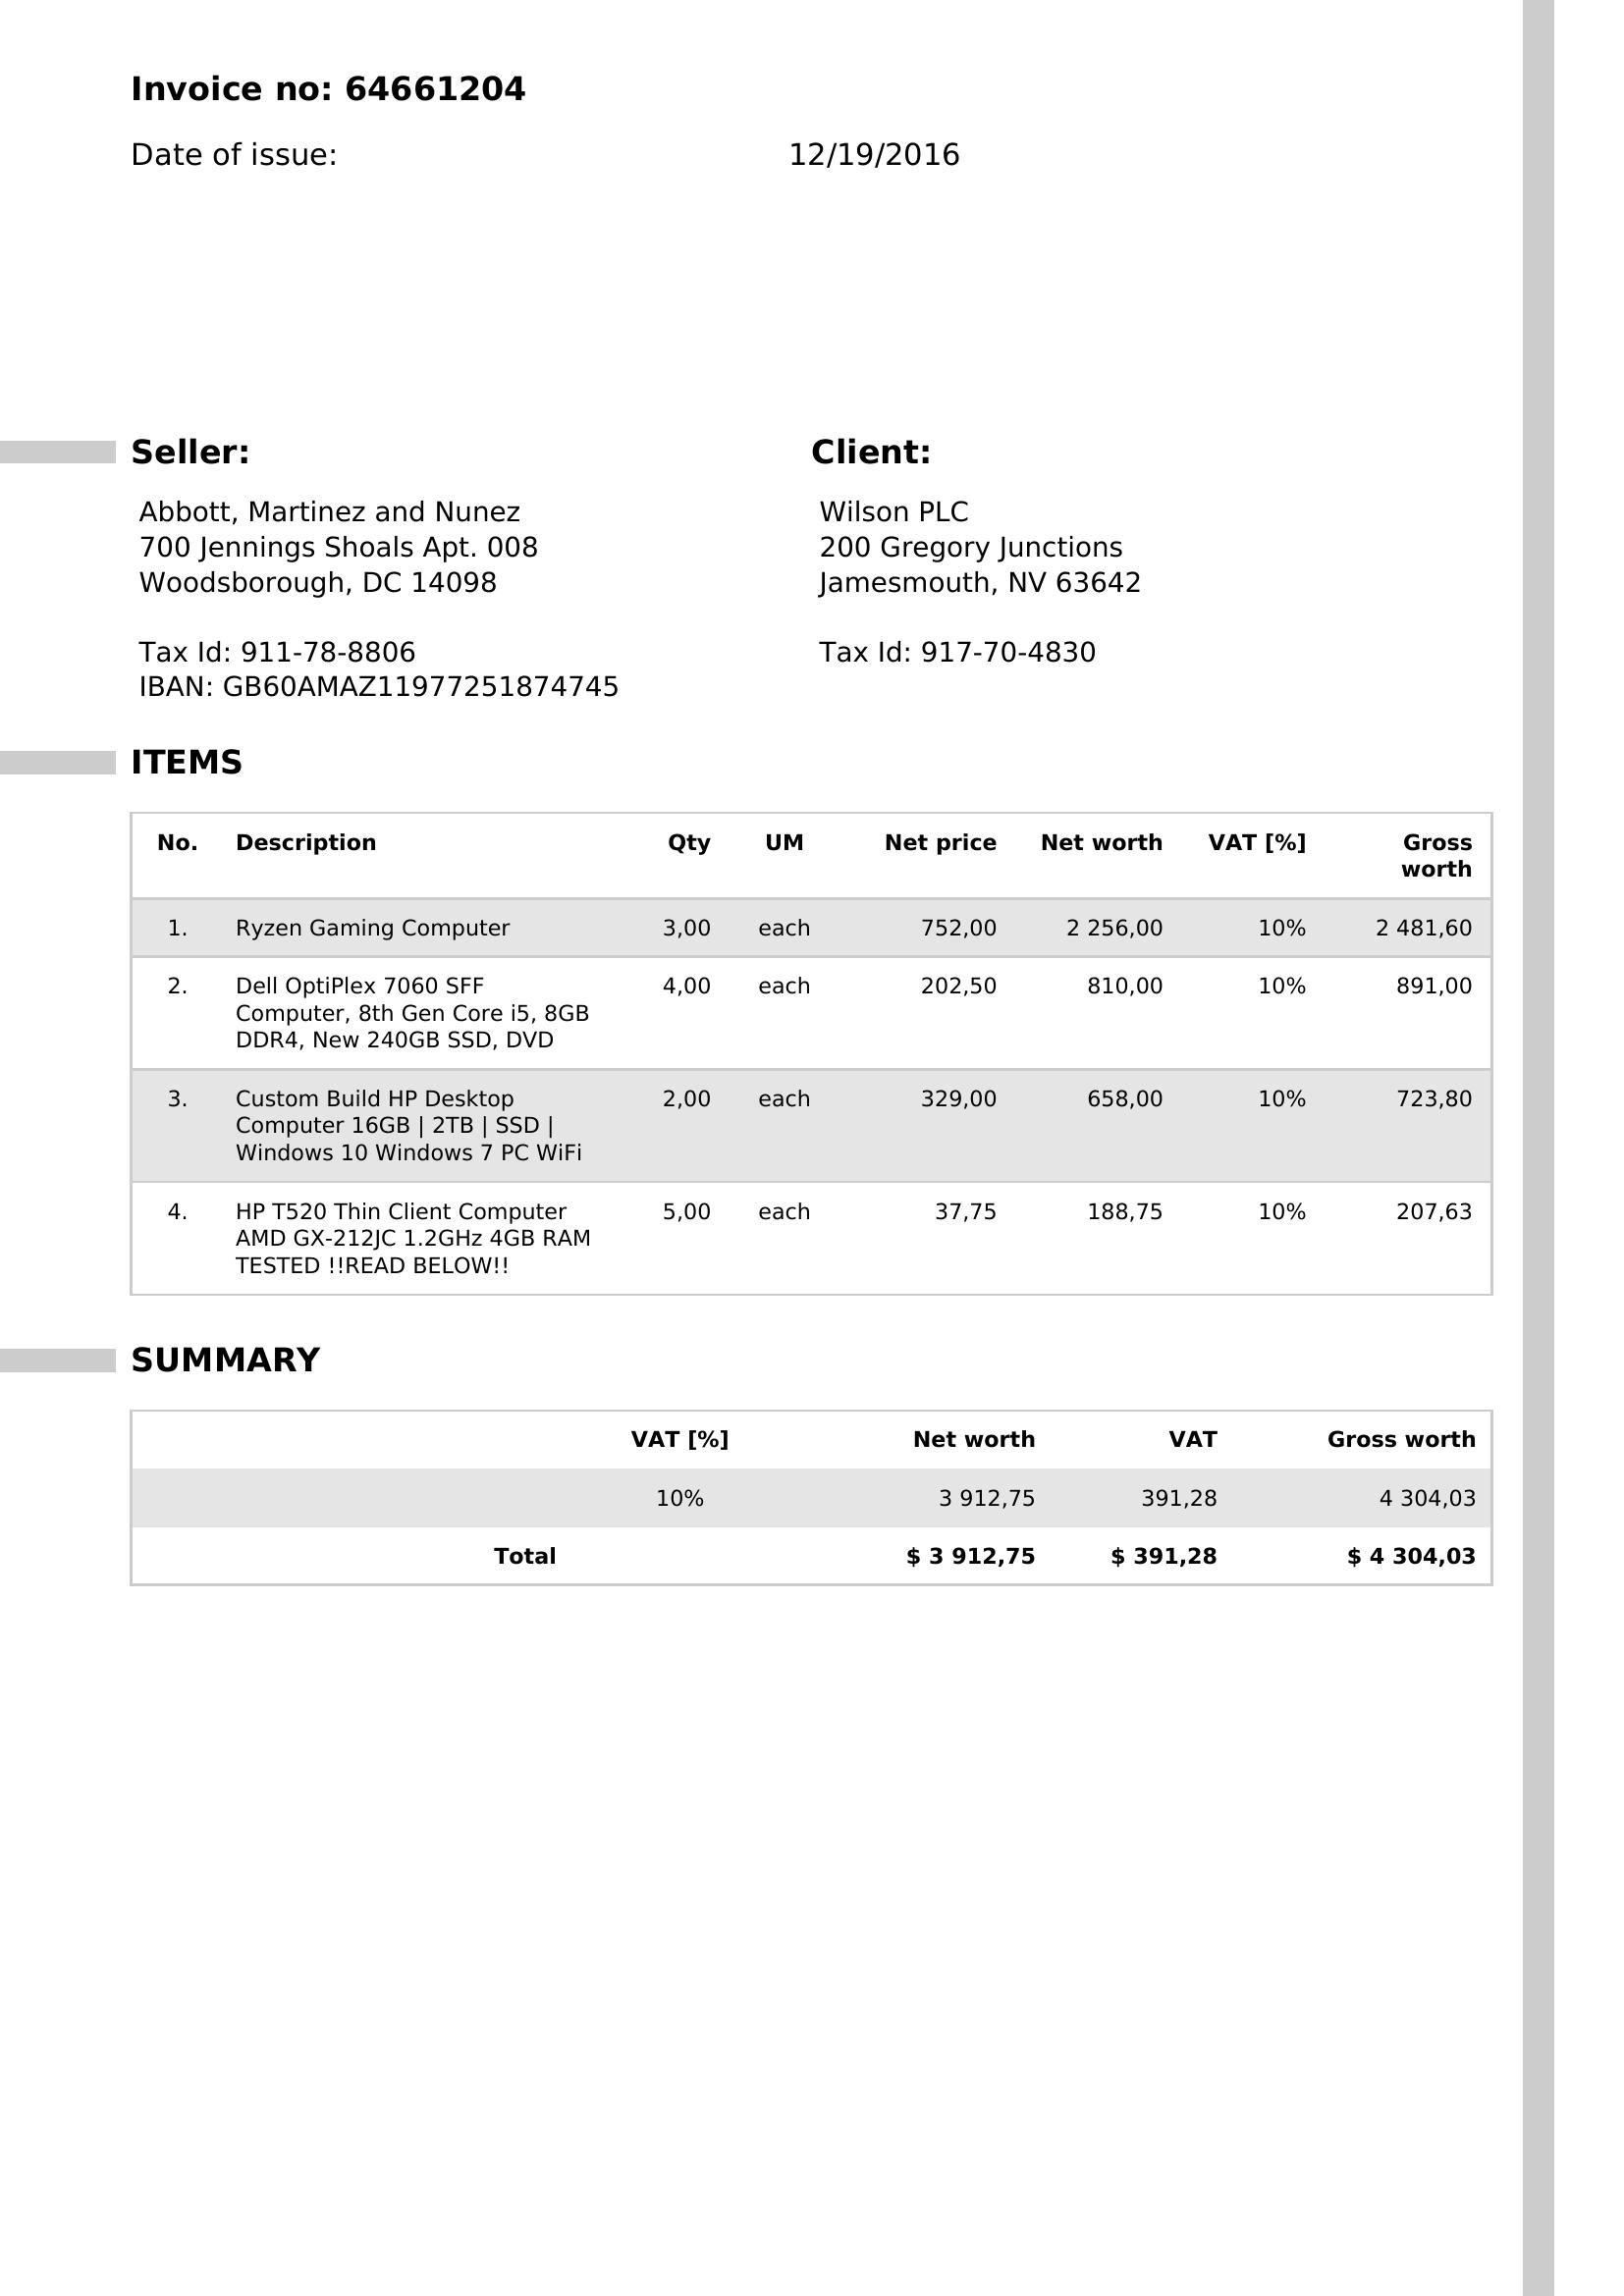 Invoice no: 64661204
Date of issue: 12/19/2016
Seller:
Abbott, Martinez and Nunez
700 Jennings Shoals Apt. 008
Woodsborough, DC 14098
Tax Id: 911-78-8806
IBAN: GB60AMAZ11977251874745
Client:
Wilson PLC
200 Gregory Junctions
Jamesmouth, NV 63642
Tax Id: 917-70-4830
ITEMS
No. Description Qty UM Net price Net worth VAT [%] Gross
worth
1. Ryzen Gaming Computer 3,00 each 752,00 2 256,00 10% 2 481,60
2. Dell OptiPlex 7060 SFF 4,00 each 202,50 810,00 10% 891,00
Computer, 8th Gen Core i5, 8GB
DDR4, New 240GB SSD, DVD
3. Custom Build HP Desktop 2,00 each 329,00 658,00 10% 723,80
Computer 16GB | 2TB | SSD |
Windows 10 Windows 7 PC WiFi
4. HP T520 Thin Client Computer 5,00 each 37,75 188,75 10% 207,63
AMD GX-212JC 1.2GHz 4GB RAM
TESTED !!READ BELOW!!
SUMMARY
VAT [%] Net worth VAT Gross worth
10% 3 912,75 391,28 4 304,03
Total $ 3 912,75 $ 391,28 $ 4 304,03